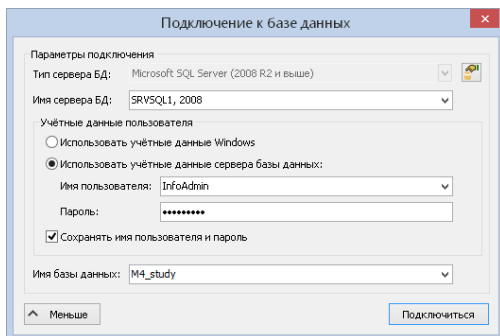 Подключение к базе данных
Параметры подключения
Тип сервера БД: Microsoft SQL Server (2008 R2 и выше)
Имя сервера БД: SRVSQL1, 2008
Учётные данные пользователя
Использовать учётные данные Windows
Использовать учётные данные сервера базы данных:
Имя пользователя: InfoAdmin
Пароль: •••••••••
Сохранять имя пользователя и пароль
Имя базы данных: M4_study
Меньше Подключиться